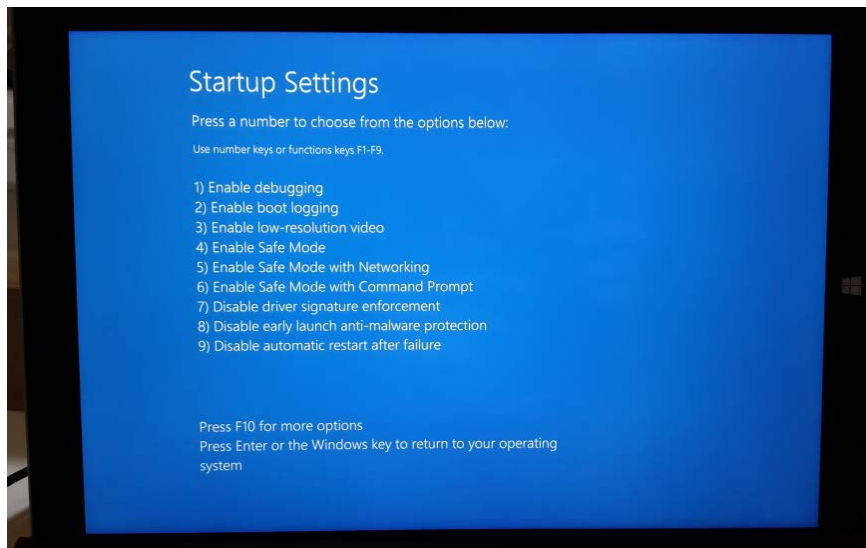 Startup Settings
Press a number to choose from the options below:
Use number keys or functions keys F1-F9.
1) Enable debugging
2) Enable boot logging
3) Enable low-resolution video
4) Enable Safe Mode
5) Enable Safe Mode with Networking
6) Enable Safe Mode with Command Prompt
7) Disable driver signature enforcement
8) Disable early launch anti-malware protection
9) Disable automatic restart after failure
Press F10 for more options
Press Enter or the Windows key to return to your operating
system